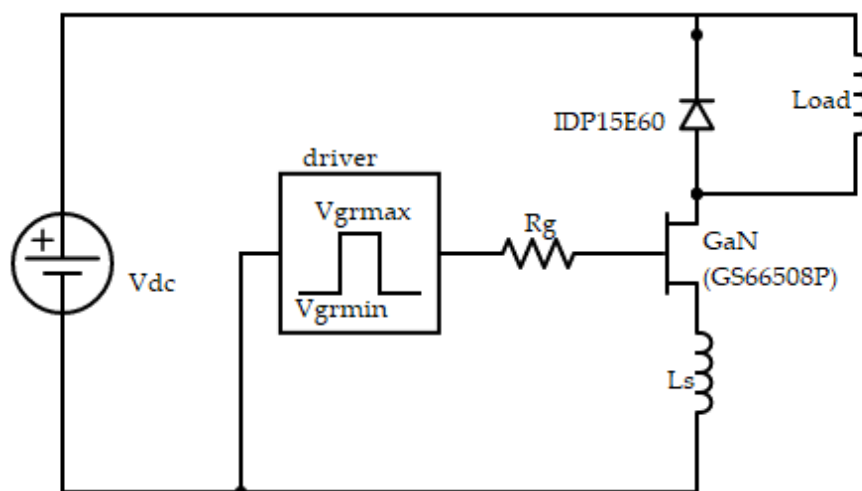 IDP15E60
Load
driver
Vgrmax
Vgrmin
Rg
GaN
(GS66508P)
+
Vdc
Ls